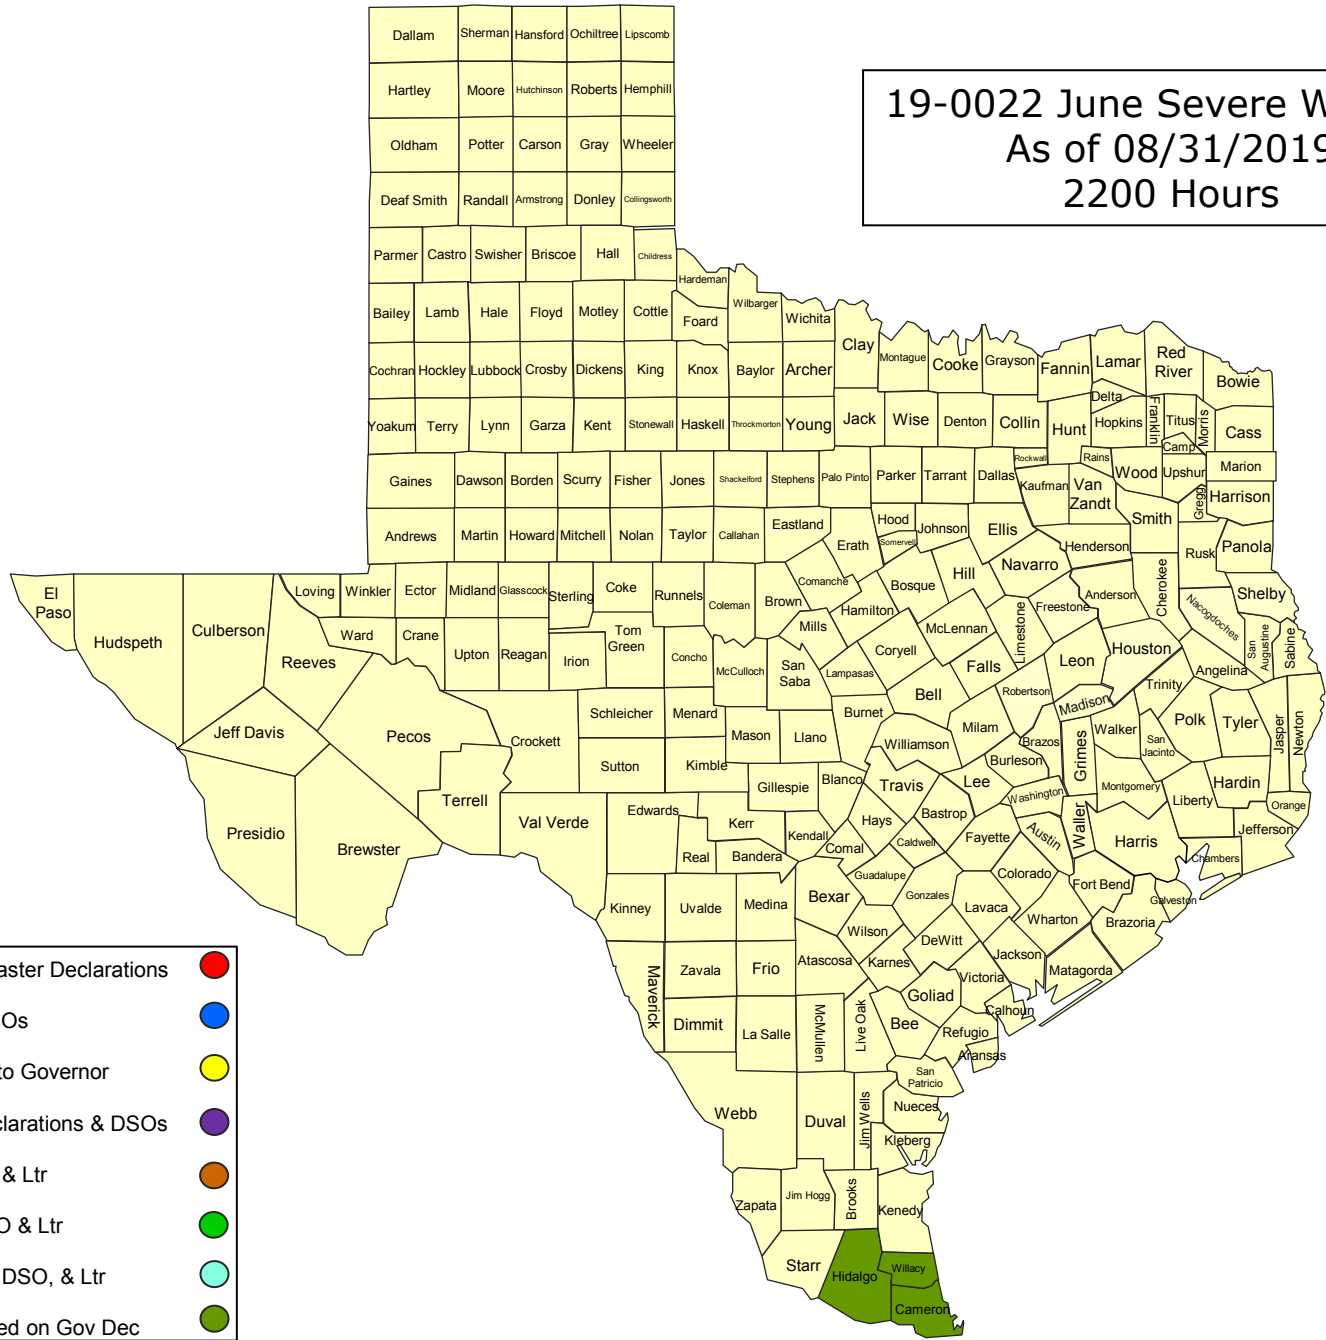 Dallam Sherman Hansford Ochiltree Lipscomb
Hartley Moore Hutchinson Roberts Hemphill
19-0022 June Severe W
As of 08/31/2019
2200 Hours
Oldham Potter Carson Gray Wheeler
Deaf Smith Randall Armstrong Donley Collingsworth
Parmer Castro Swisher Briscoe Hall Childress
Hardeman
Bailey Lamb Hale Floyd Motley Cottle Foard Wilbarger Wichita
Clay Montague Cooke Grayson Fannin Lamar Red River Bowie
Cochran Hockley Lubbock Crosby Dickens King Knox Baylor Archer
Delta
Yoakum Terry Lynn Garza Kent Stonewall Haskell Throckmorton Young Jack Wise Denton Collin Hunt Hopkins Franklin Titus Morris Cass
Camp
Rockwall Rains
Gaines Dawson Borden Scurry Fisher Jones Shackelford Stephens Palo Pinto Parker Tarrant Dallas Kaufman Van Zandt Wood Upshur Marion
Gregg Harrison
Andrews Martin Howard Mitchell Nolan Taylor Callahan Eastland Erath Hood Somervell Johnson Ellis Henderson Smith Rusk Panola
El Paso Hudspeth Culberson Loving Winkler Ector Midland Glasscock Sterling Coke Runnels Coleman Brown Comanche Hamilton Bosque Hill Navarro Freestone Anderson Cherokee Nacogdoches Shelby
Reeves Ward Crane Upton Reagan Irion Tom Green Concho McCulloch San Saba Mills Lampasas Coryell McLennan Limestone Falls Leon Houston Angelina San Augustine Sabine
Jeff Davis Pecos Crockett Schleicher Menard Mason Llano Burnet Bell Milam Robertson Madison Trinity Walker San Jacinto Polk Tyler Jasper Newton
Williamson Brazos Grimes
Sutton Kimble Gillespie Blanco Travis Lee Burleson Washington Montgomery Liberty Hardin Orange
Presidio Brewster Terrell Val Verde Edwards Kerr Kendall Hays Bastrop Caldwell Fayette Austin Waller Harris Jefferson
Real Bandera Comal Guadalupe Gonzales Colorado Fort Bend Chambers Galveston
Kinney Uvalde Medina Bexar Wilson Lavaca Wharton Brazoria
Maverick Zavala Frio Atascosa Karnes DeWitt Jackson Matagorda
Victoria Goliad Calhoun
Dimmit La Salle McMullen Live Oak Bee Refugio Aransas
San Patricio
Webb Duval Jim Wells Nueces
Kleberg
Zapata Jim Hogg Brooks Kenedy
Starr Hidalgo Willacy
Cameron
aster Declarations
Os
to Governor
clarations & DSOs
& Ltr
O & Ltr
DSO, & Ltr
ed on Gov Dec